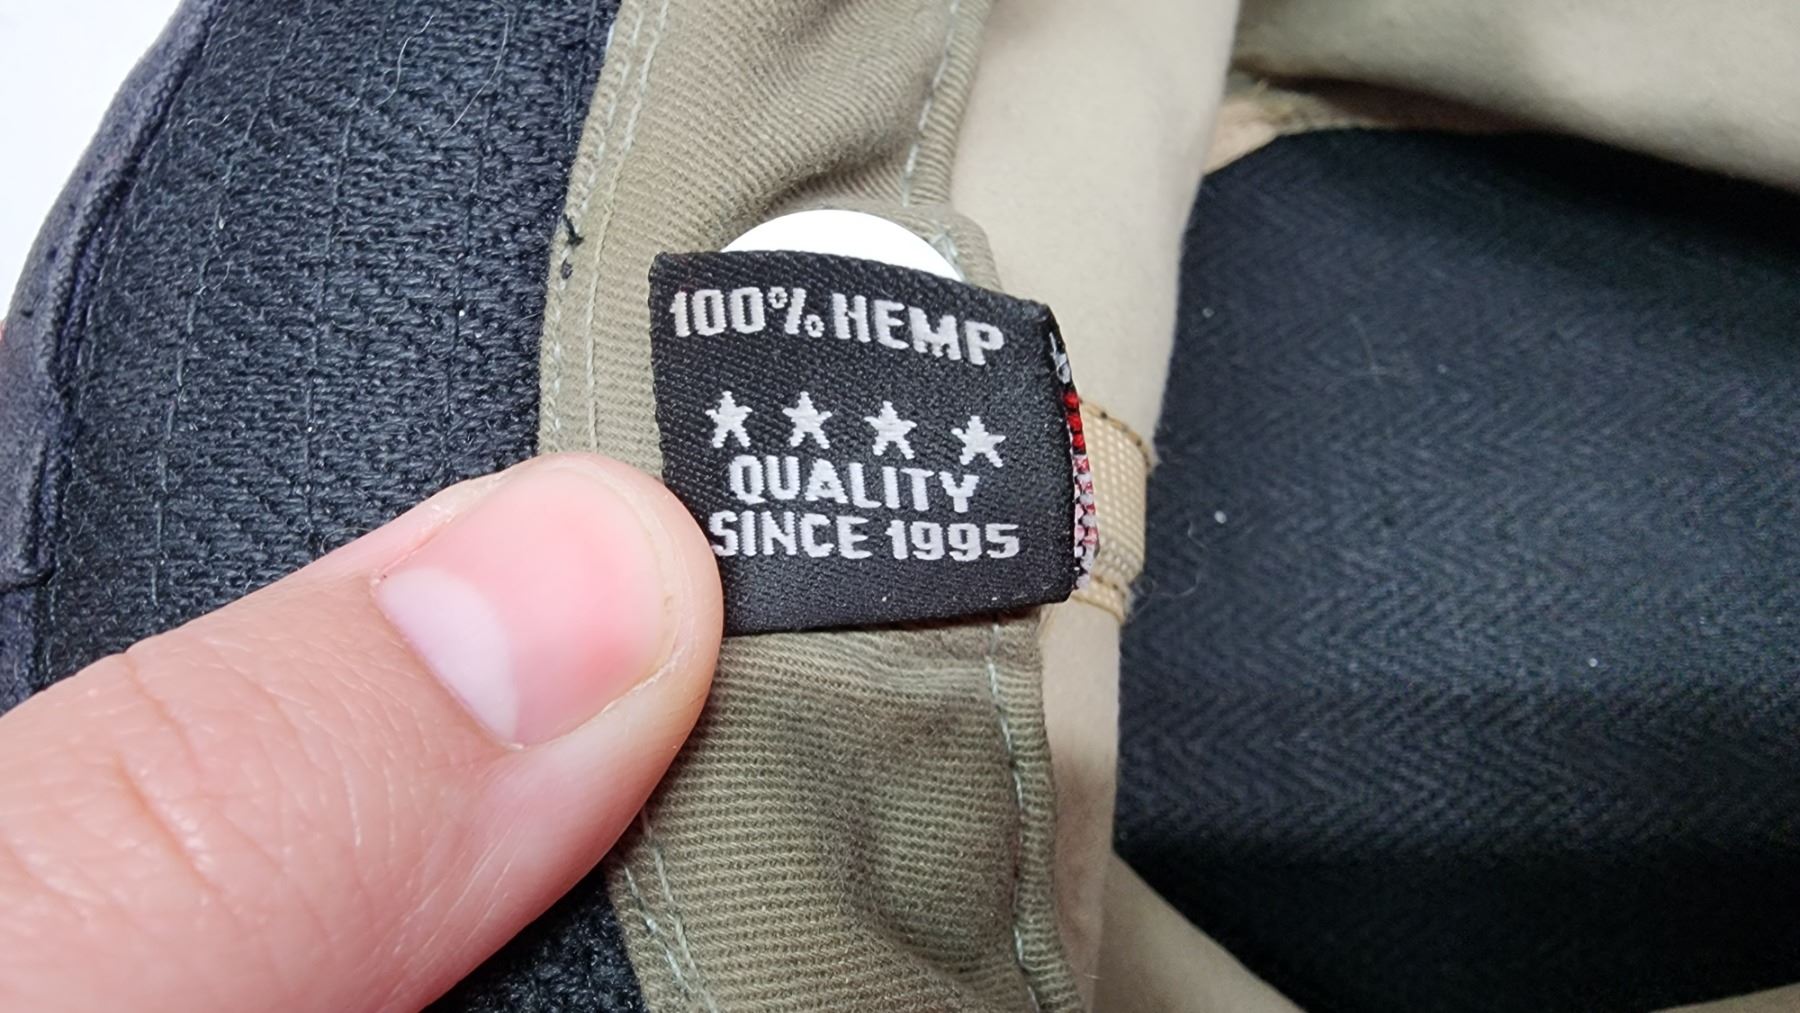 100% HEMP
QUALITY
SINCE 1995